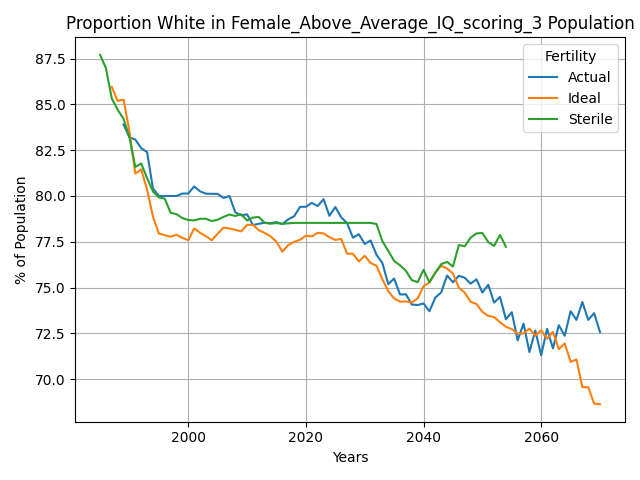 Proportion White in Female_Above_Average_IQ_scoring_3 Population
Fertility
Actual
Ideal
Sterile
% of Population
87.5
85.0
82.5
80.0
77.5
75.0
72.5
70.0
2000
2020
2040
2060
Years